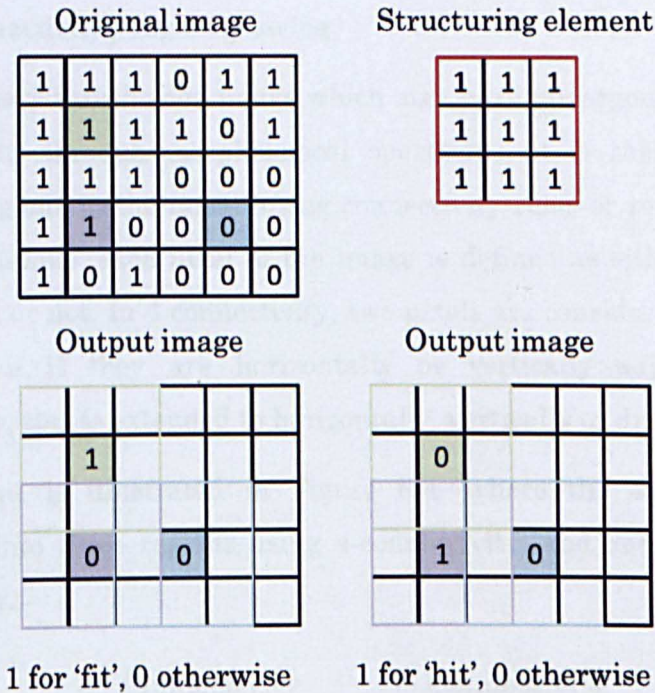 Original image
Structuring element
1 1 1 0 1 1
1 1 1 1 0 1
1 1 1 0 0 0
1 1 0 0 0 0
1 0 1 0 0 0
1 1 1
1 1 1
1 1 1
Output image
1
0 0
1 for 'fit', 0 otherwise
Output image
0
1 0
1 for 'hit', 0 otherwise